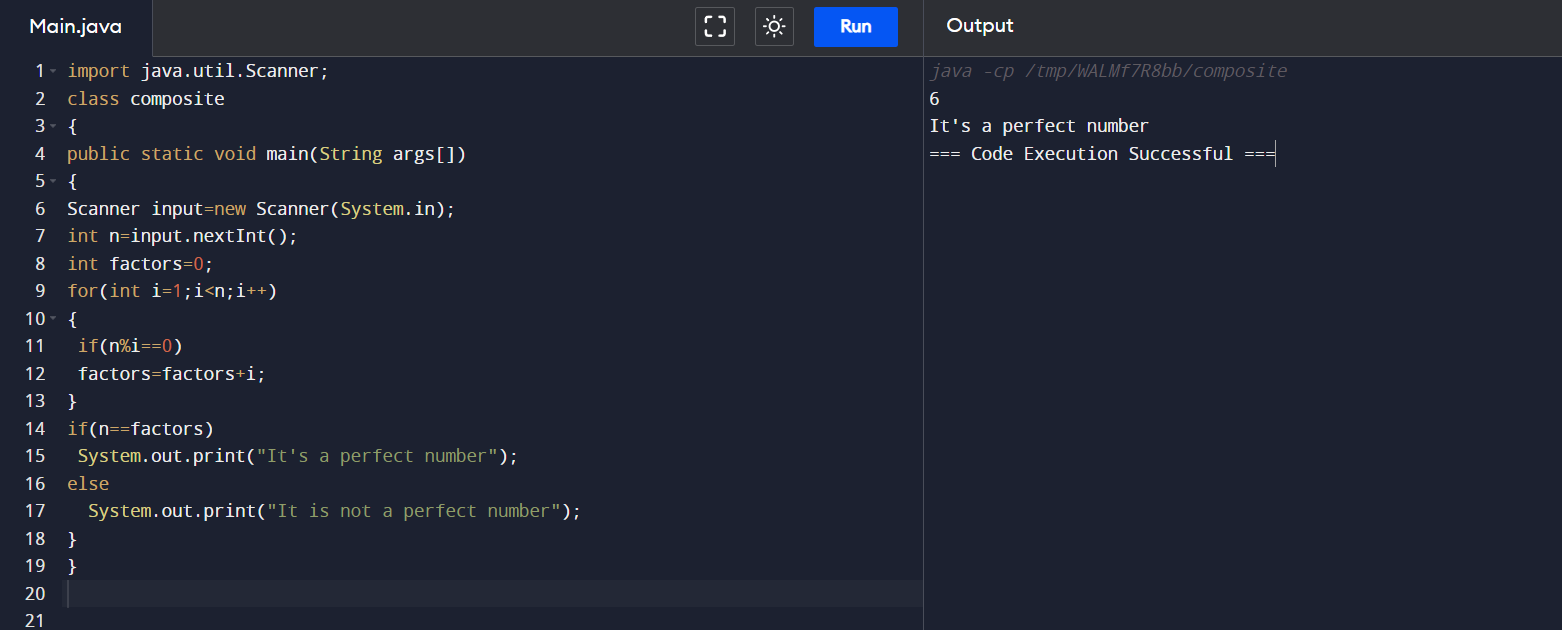 Main.java
Run
Output
1 import java.util.Scanner;
2 class composite
3 {
4 public static void main(String args[])
5 {
6 Scanner input=new Scanner(System.in);
7 int n=input.nextInt();
8 int factors=0;
9 for(int i=1;i<n;i++)
10 {
11 if(n%i==0)
12 factors=factors+i;
13 }
14 if(n==factors)
15 System.out.print("It's a perfect number");
16 else
17 System.out.print("It is not a perfect number");
18 }
19 }
20
21
java -cp /tmp/WALMf7R8bb/composite
6
It's a perfect number
=== Code Execution Successful ===